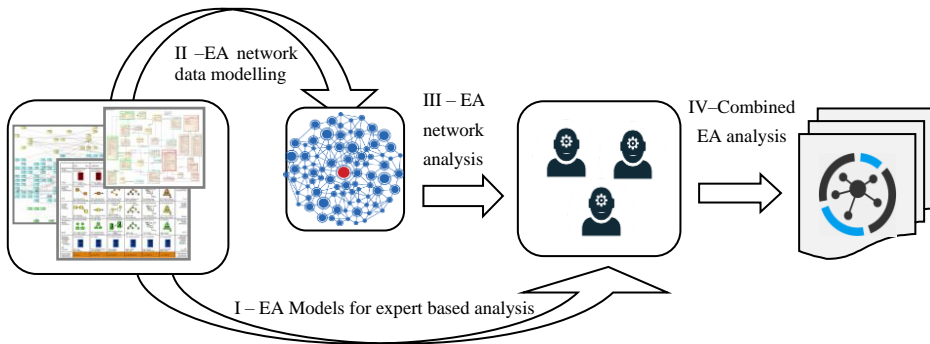 II –EA network
data modelling
III – EA
network
analysis
IV–Combined
EA analysis
I – EA Models for expert based analysis